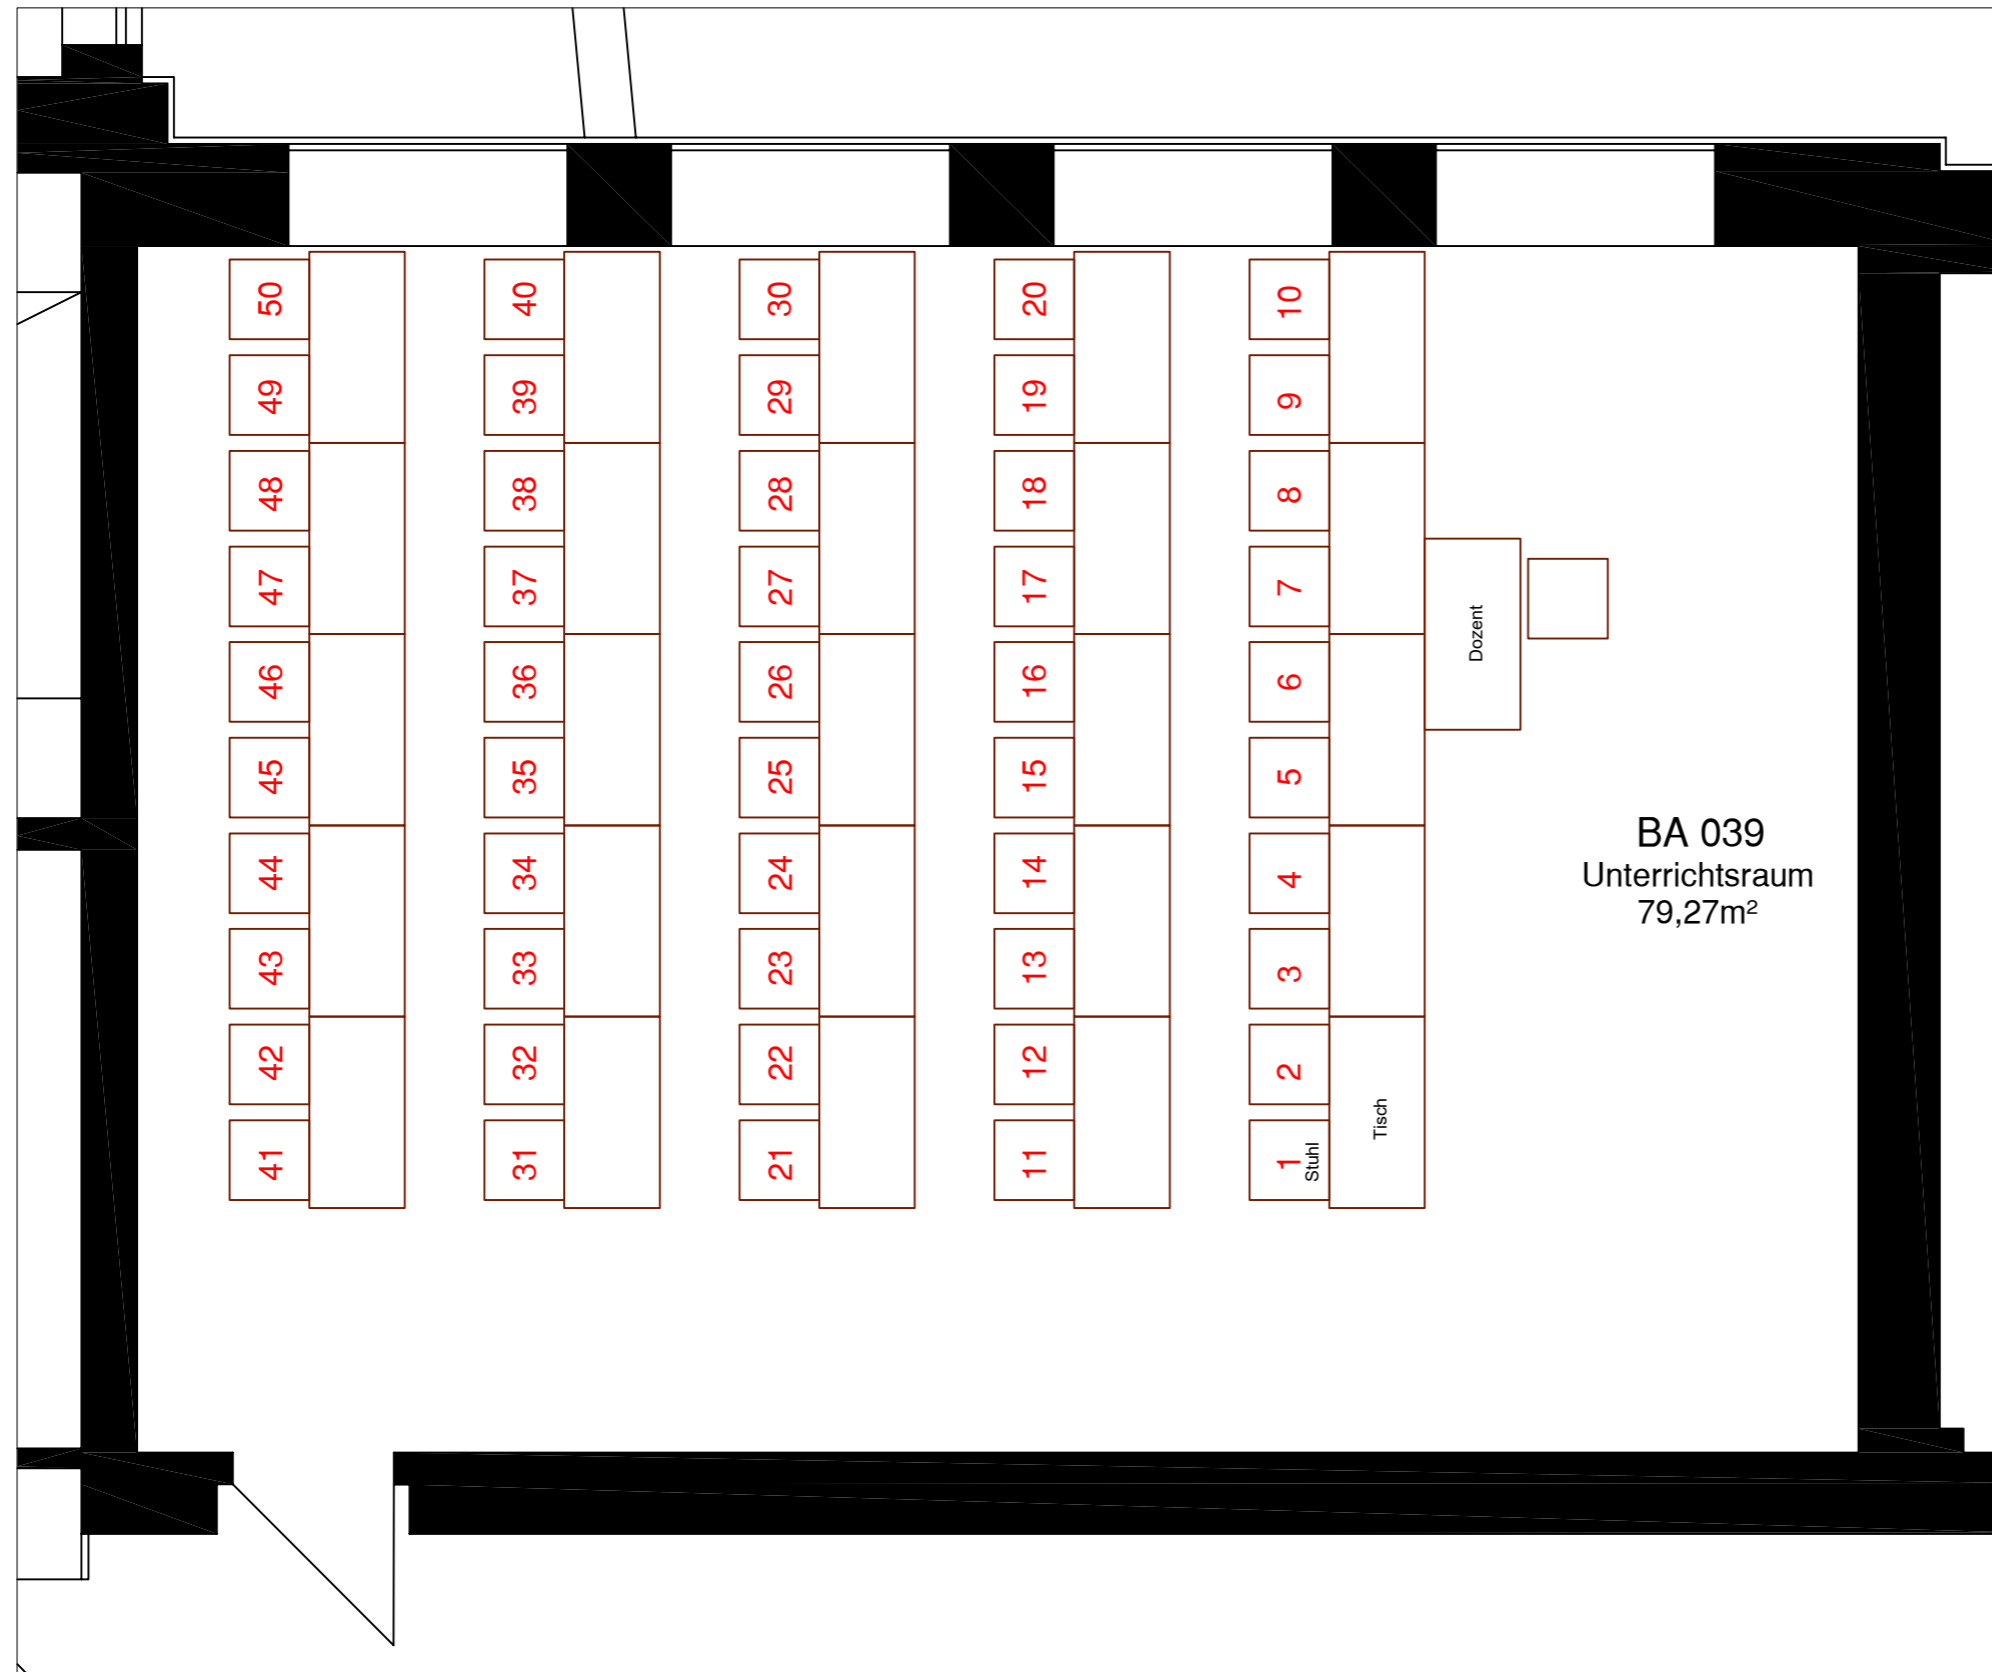 50 40 30 20 10
49 39 29 19 9
48 38 28 18 8
47 37 27 17 7
Dozent
46 36 26 16 6
45 35 25 15 5
44 34 24 14 4
BA 039
Unterrichtsraum
79,27m²
43 33 23 13 3
42 32 22 12 2
Tisch
41 31 21 11 1
Stuhl